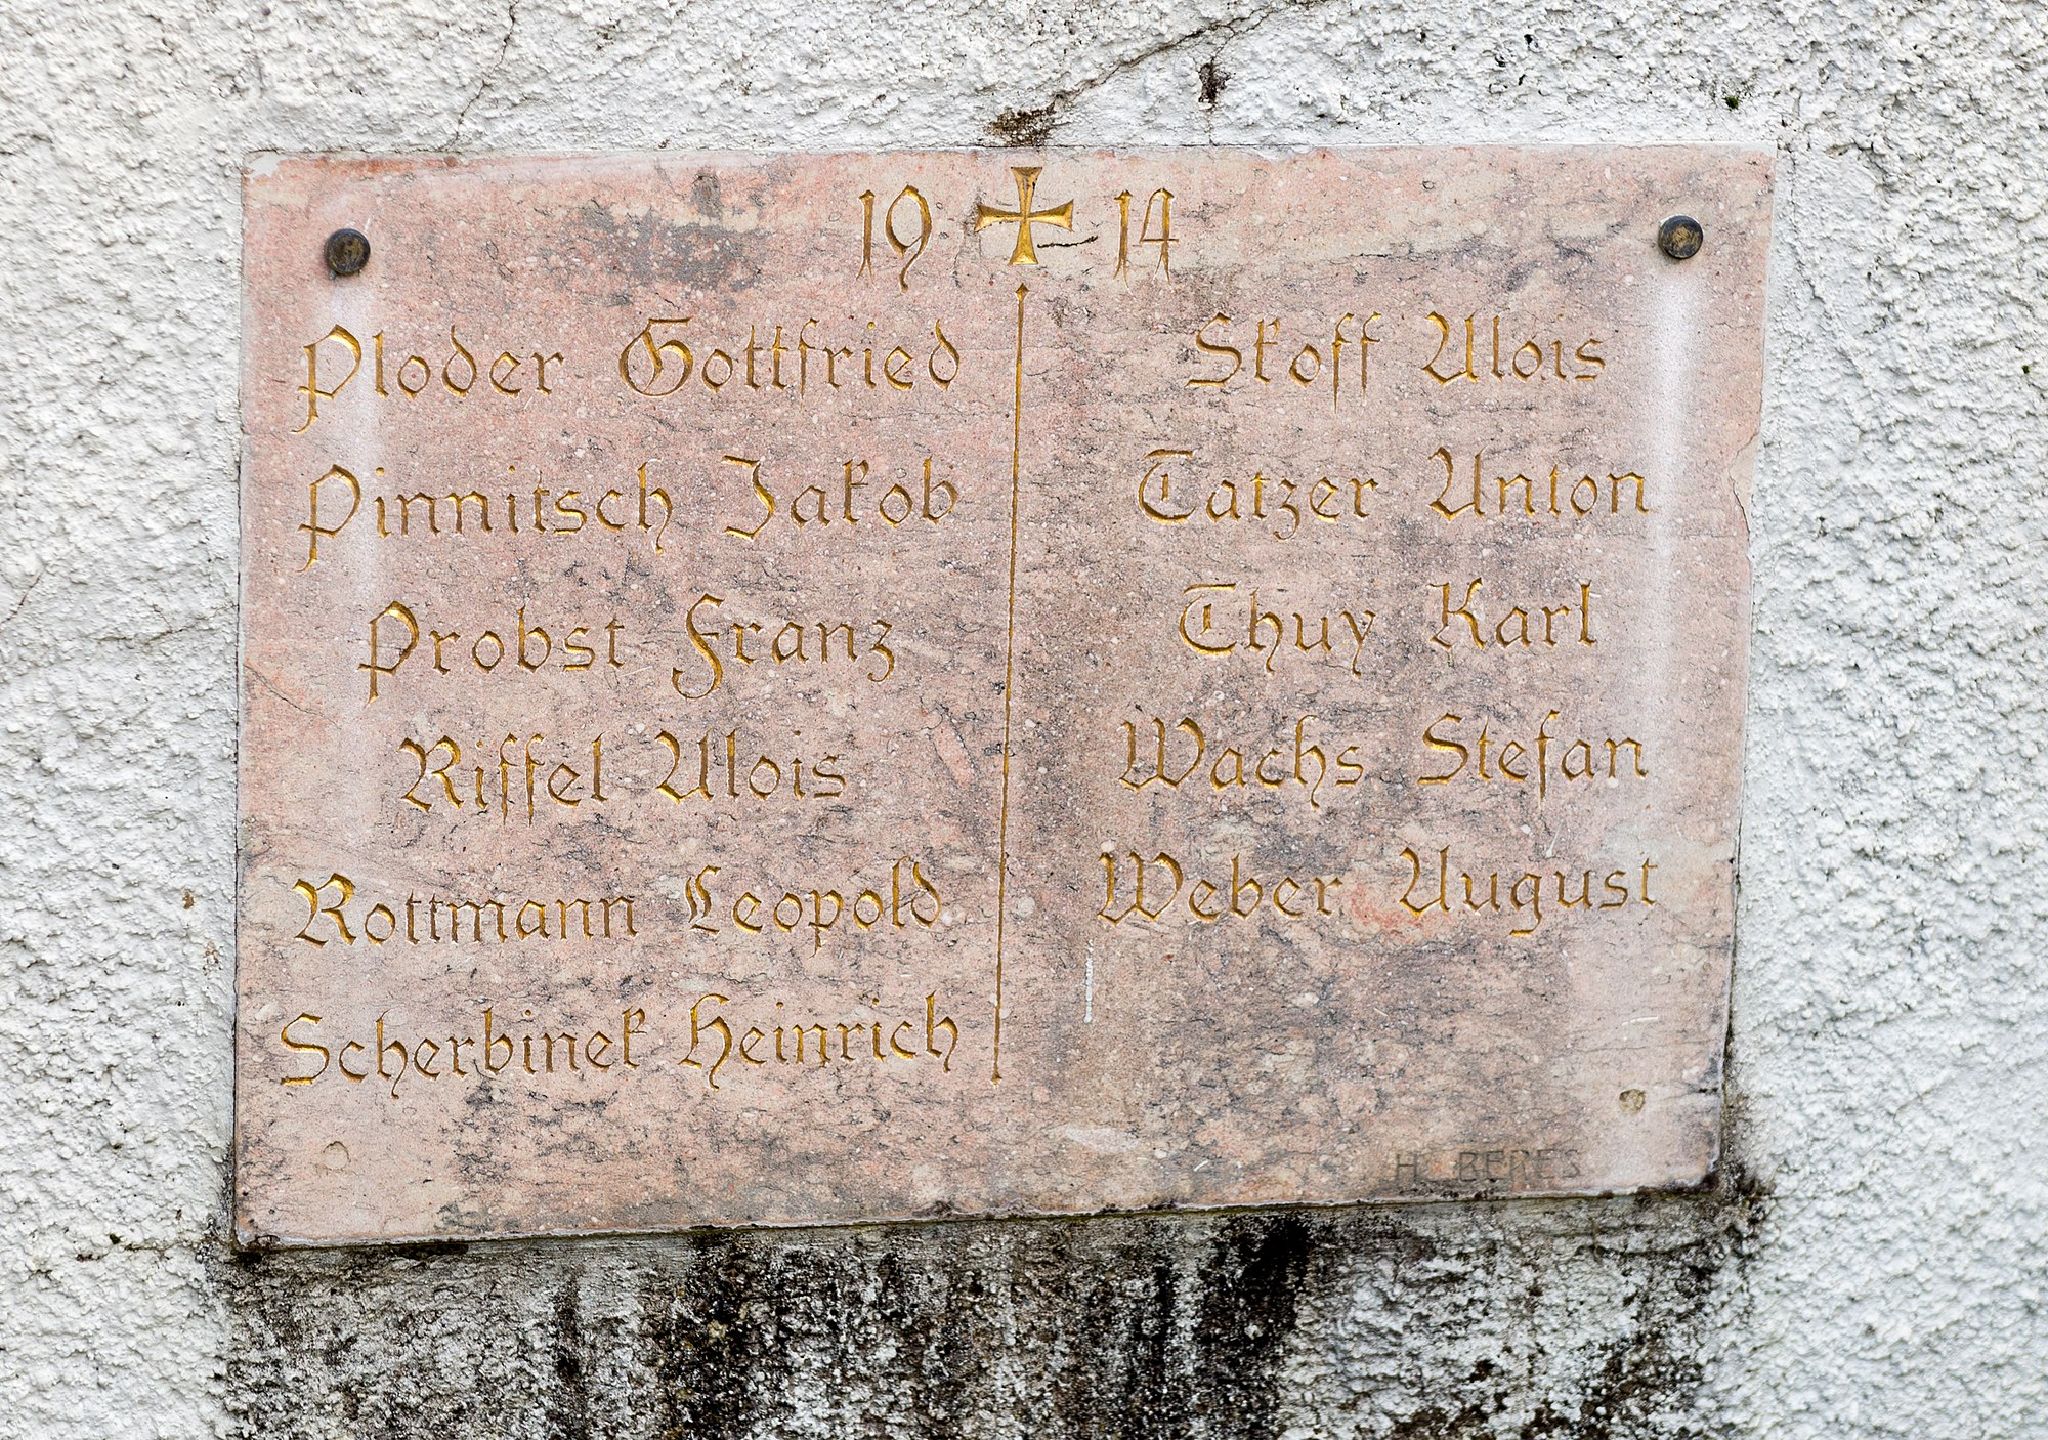 19 14
Ploder Gottfried
Pinnitsch Jakob
Probst Franz
Riffel Alois
Rottmann Leopold
Scherbinek Heinrich
Skoff Alois
Tatzer Anton
Thuy Karl
Wachs Stefan
Weber August